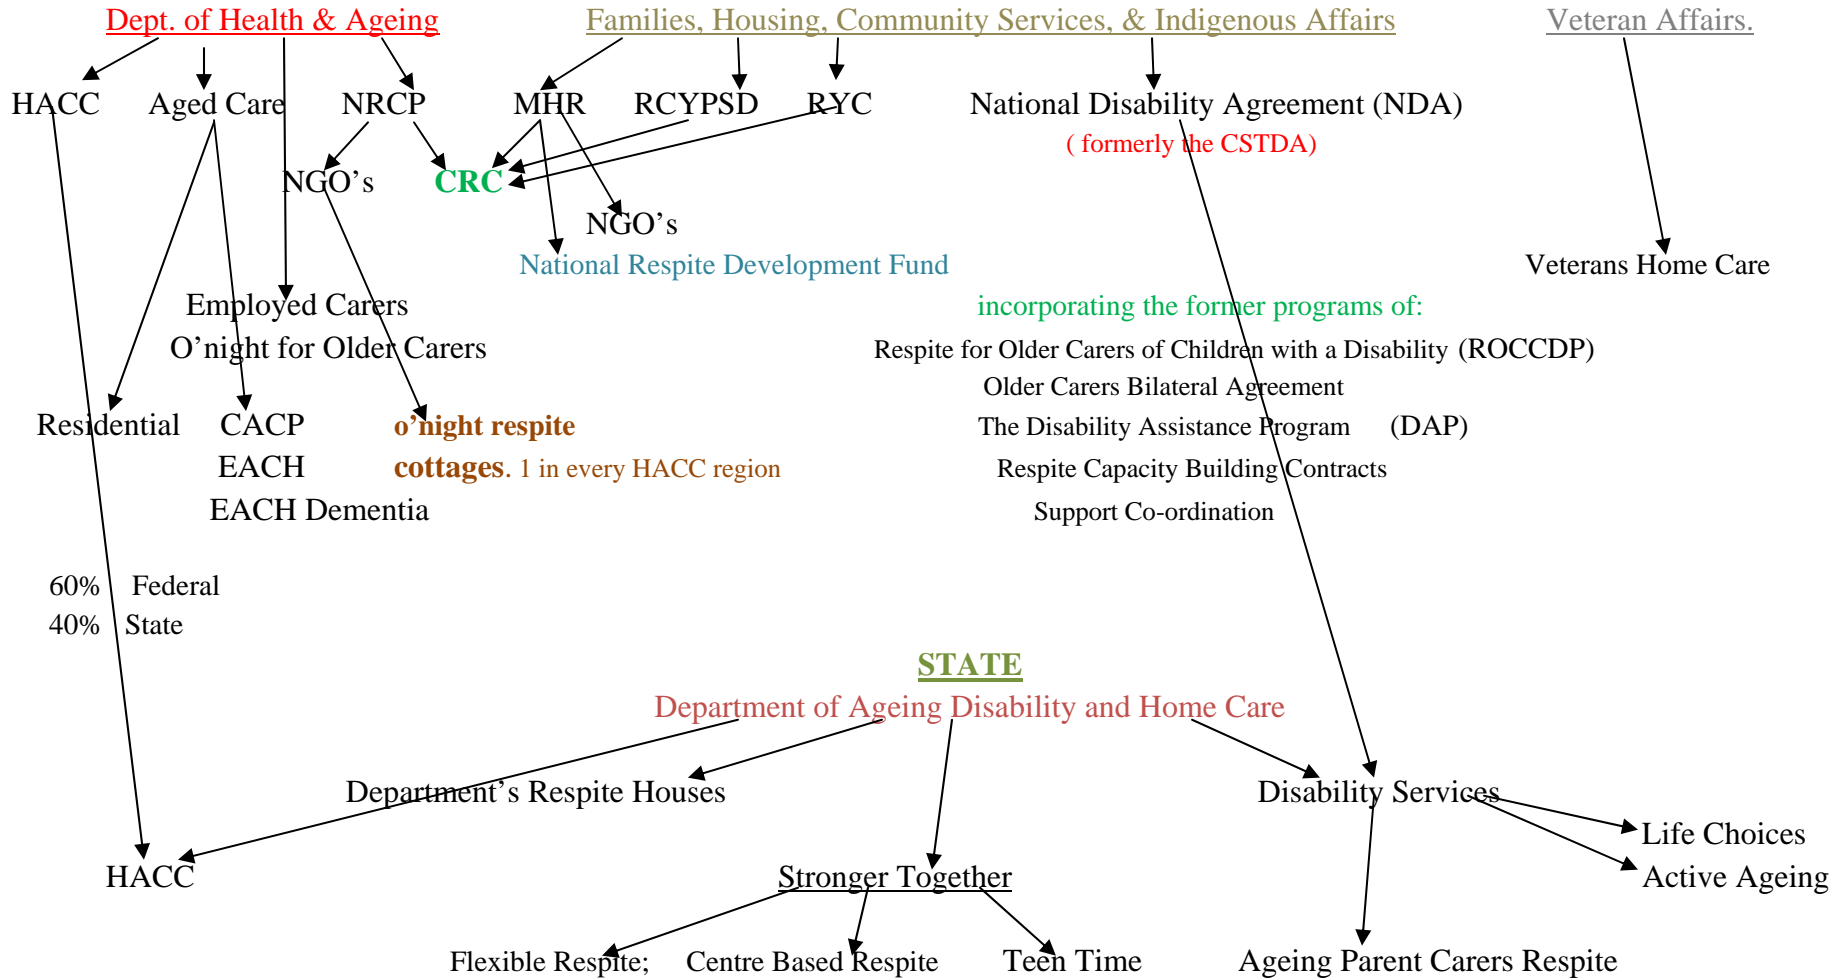 Dept. of Health & Ageing Families, Housing, Community Services, & Indigenous Affairs Veteran Affairs.
HACC Aged Care NRCP MHR RCYPSD RYC National Disability Agreement (NDA)
( formerly the CSTDA)
NGO's CRC
NGO's
National Respite Development Fund Veterans Home Care
Employed Carers incorporating the former programs of:
O'night for Older Carers Respite for Older Carers of Children with a Disability (ROCCDP)
Older Carers Bilateral Agreement
Residential CACP o'night respite The Disability Assistance Program (DAP)
EACH cottages. 1 in every HACC region Respite Capacity Building Contracts
EACH Dementia Support Co-ordination
60% Federal
40% State
STATE
Department of Ageing Disability and Home Care
Department's Respite Houses Disability Services
Life Choices
HACC Stronger Together Active Ageing
Flexible Respite; Centre Based Respite Teen Time Ageing Parent Carers Respite